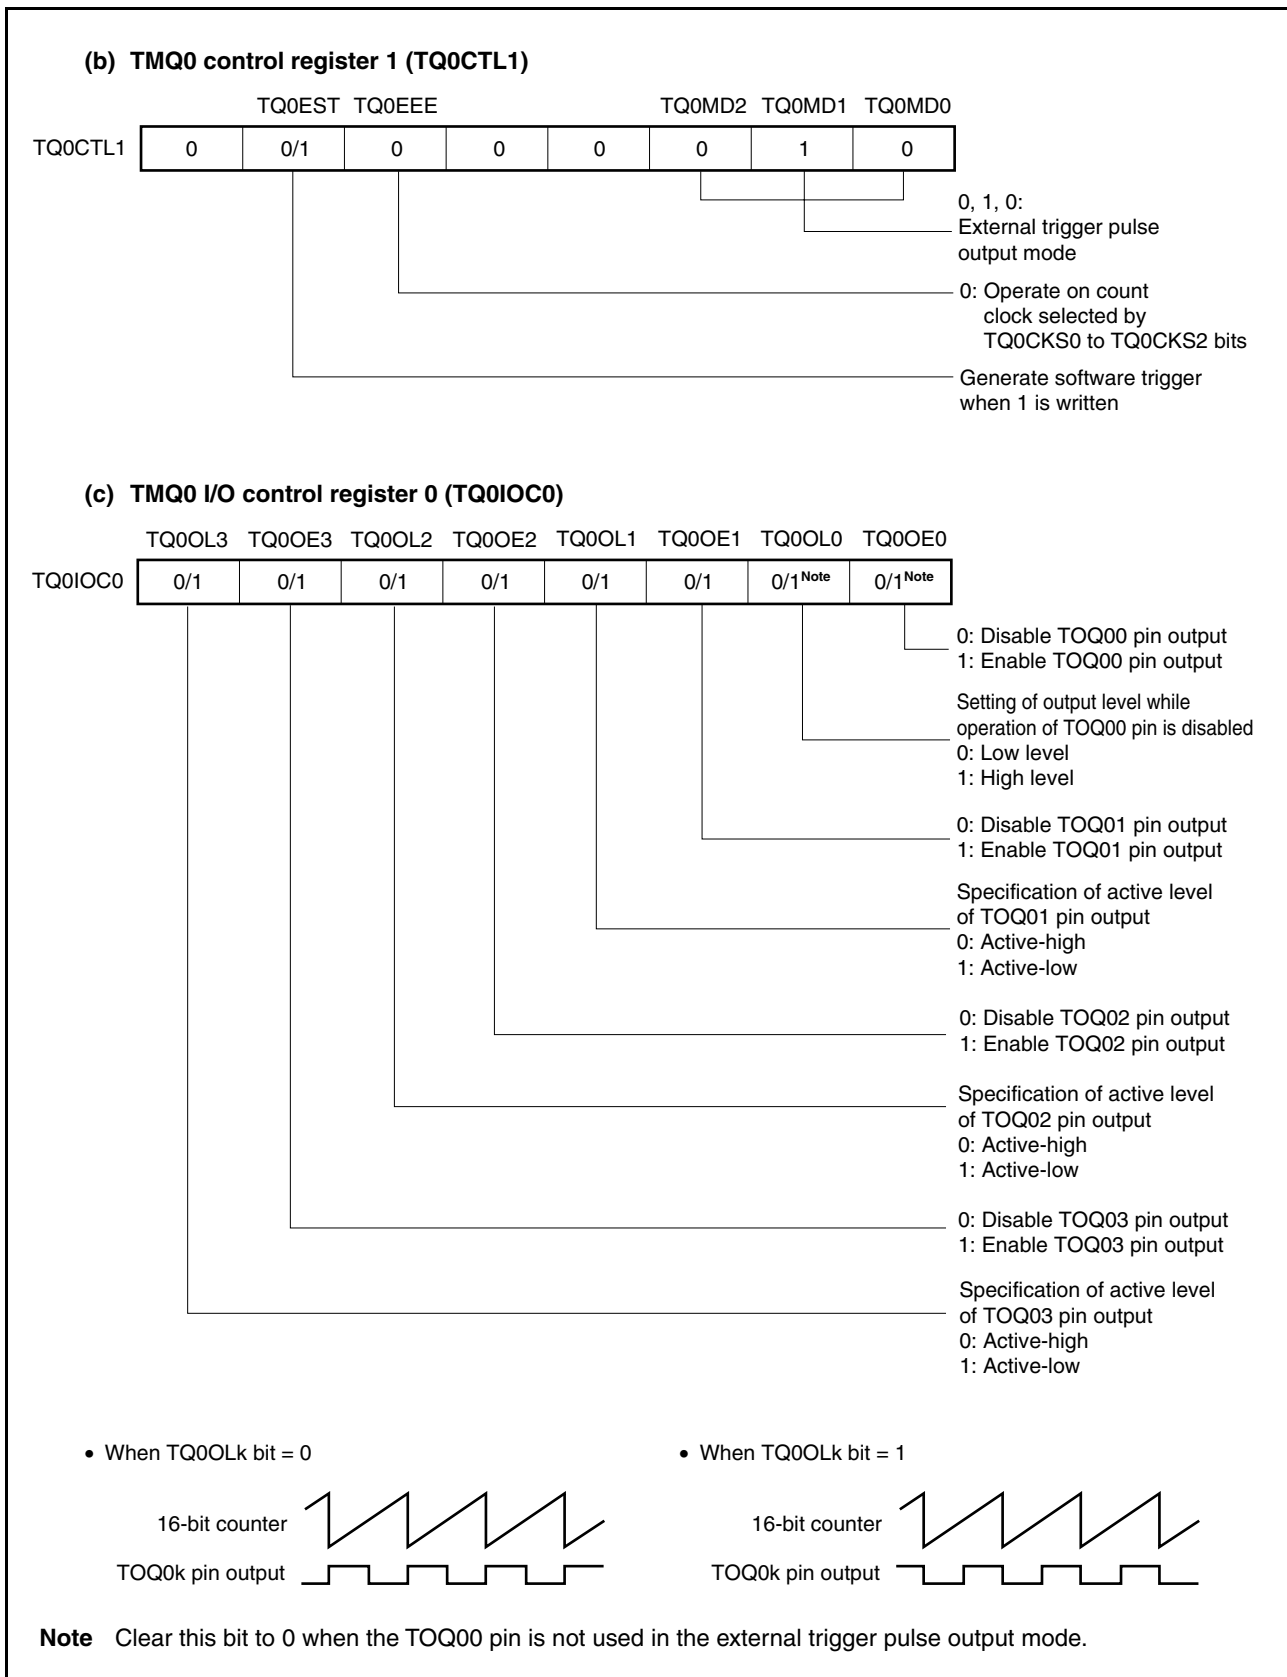 (b) TMQ0 control register 1 (TQ0CTL1)
TQ0EST TQ0EEE TQ0MD2 TQ0MD1 TQ0MD0
TQ0CTL1 0 0/1 0 0 0 0 1 0
0, 1, 0:
External trigger pulse
output mode
0: Operate on count
clock selected by
TQ0CKS0 to TQ0CKS2 bits
Generate software trigger
when 1 is written
(c) TMQ0 I/O control register 0 (TQ0IOC0)
TQ0OL3 TQ0OE3 TQ0OL2 TQ0OE2 TQ0OL1 TQ0OE1 TQ0OL0 TQ0OE0
TQ0IOC0 0/1 0/1 0/1 0/1 0/1 0/1 0/1Note 0/1Note
0: Disable TOQ00 pin output
1: Enable TOQ00 pin output
Setting of output level while
operation of TOQ00 pin is disabled
0: Low level
1: High level
0: Disable TOQ01 pin output
1: Enable TOQ01 pin output
Specification of active level
of TOQ01 pin output
0: Active-high
1: Active-low
0: Disable TOQ02 pin output
1: Enable TOQ02 pin output
Specification of active level
of TOQ02 pin output
0: Active-high
1: Active-low
0: Disable TOQ03 pin output
1: Enable TOQ03 pin output
Specification of active level
of TOQ03 pin output
0: Active-high
1: Active-low
• When TQ0OLk bit = 0 • When TQ0OLk bit = 1
16-bit counter 16-bit counter
TOQ0k pin output TOQ0k pin output
Note Clear this bit to 0 when the TOQ00 pin is not used in the external trigger pulse output mode.